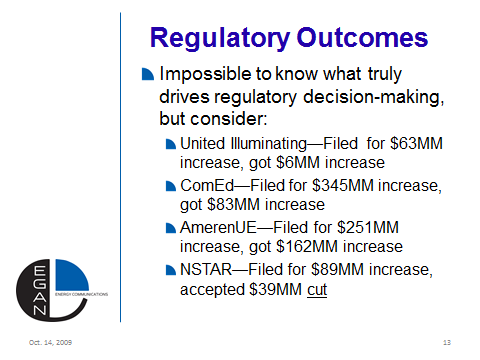 Regulatory Outcomes
Impossible to know what truly
drives regulatory decision-making,
but consider:
United Illuminating—Filed for $63MM
increase, got $6MM increase
ComEd—Filed for $345MM increase,
got $83MM increase
AmerenUE—Filed for $251MM
increase, got $162MM increase
NSTAR—Filed for $89MM increase,
accepted $39MM cut
EGAN
ENERGY COMMUNICATIONS
Oct. 14, 2009
13